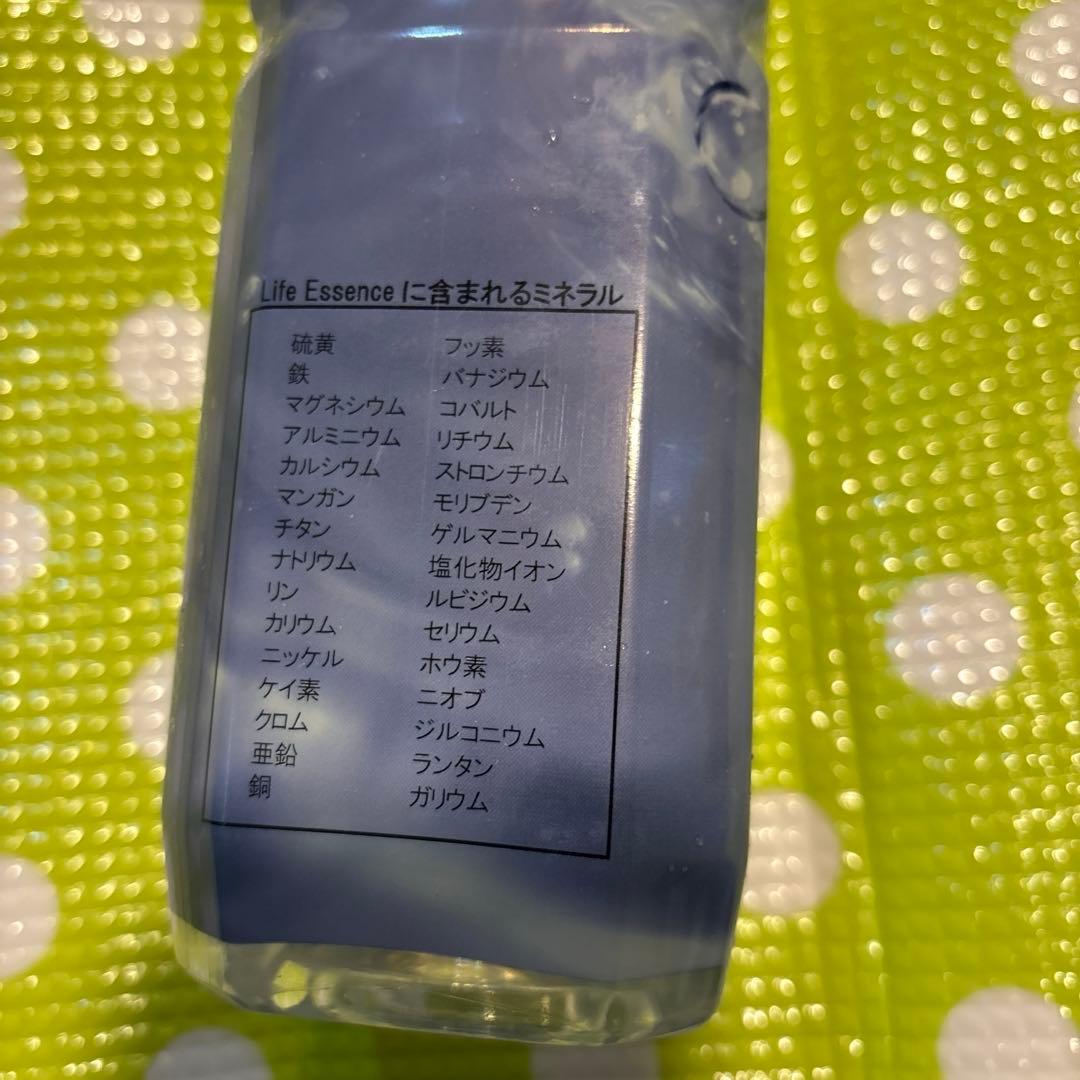 Life Essence に含まれるミネラル
硫黄
鉄
マグネシウム
アルミニウム
カルシウム
マンガン
チタン
ナトリウム
リン
カリウム
ニッケル
ケイ素
クロム
亜鉛
銅
フッ素
バナジウム
コバルト
リチウム
ストロンチウム
モリブデン
ゲルマニウム
塩化物イオン
ルビジウム
セリウム
ホウ素
ニオブ
ジルコニウム
ランタン
ガリウム